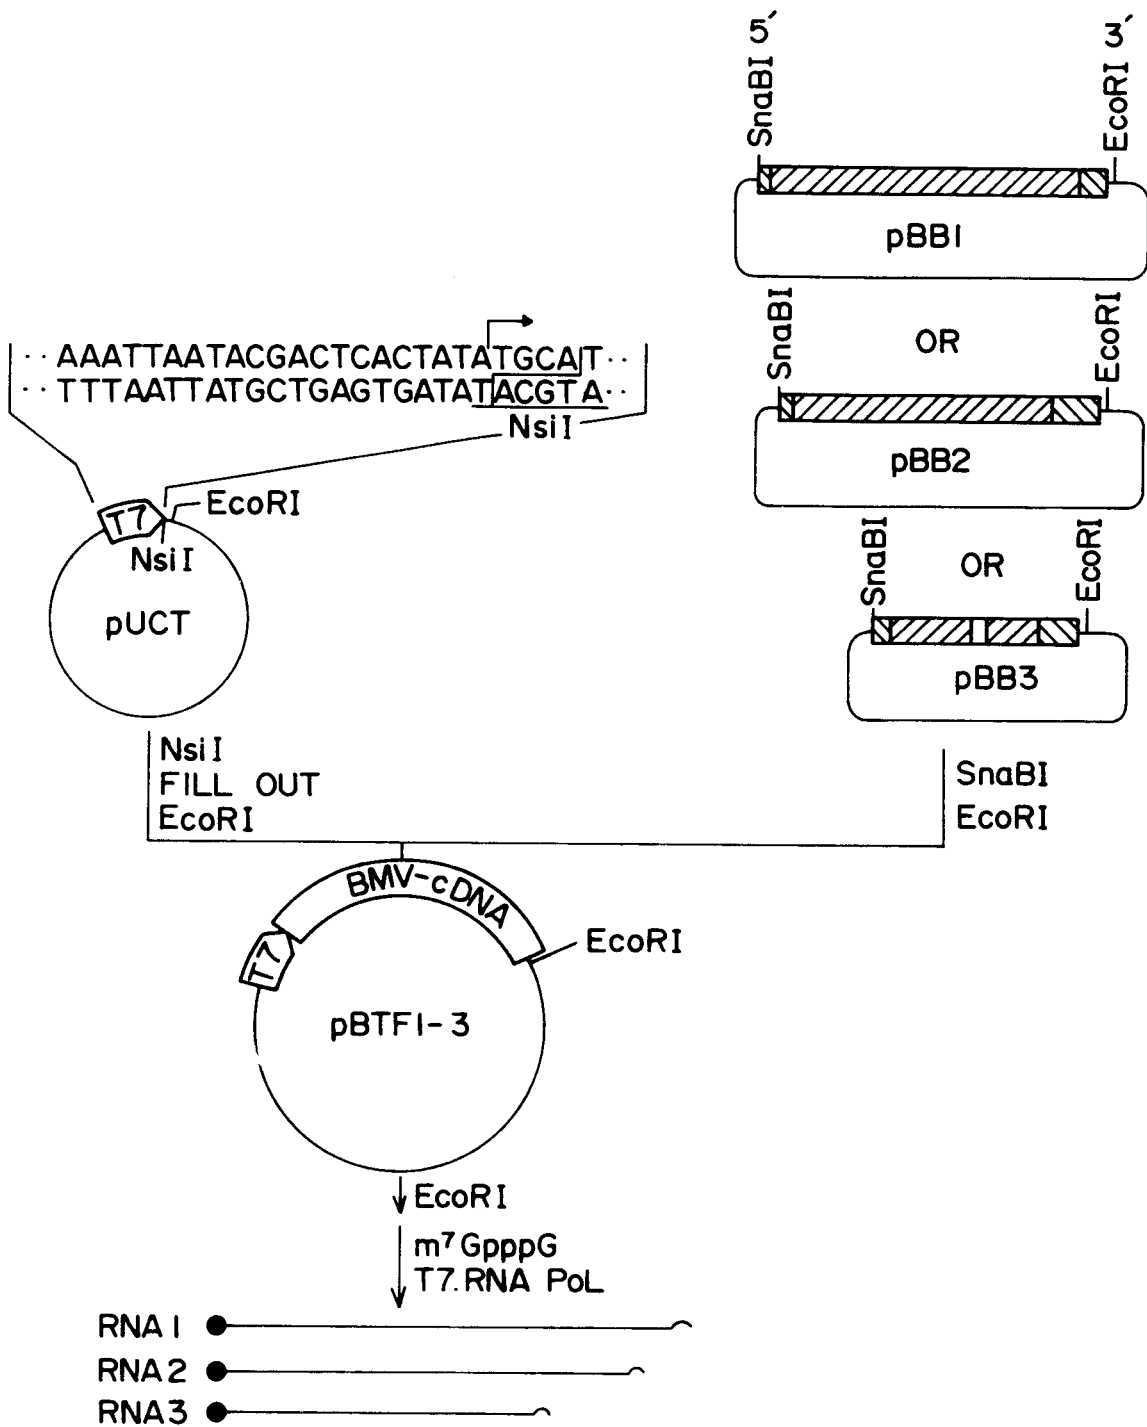 5′ 3′
SnaBI EcoRI
pBB1
SnaBI OR EcoRI
pBB2
SnaBI OR EcoRI
pBB3
·· AAATTAATACGACTCACTATATGCAT··
·· TTTAATTATGCTGAGTGATATACGTA··
NsiI
T7 EcoRI
NsiI
pUCT
NsiI
FILL OUT
EcoRI
SnaBI
EcoRI
BMV-cDNA
T7
EcoRI
pBTF1-3
EcoRI
m⁷GpppG
T7.RNA PoL
RNA1
RNA2
RNA3